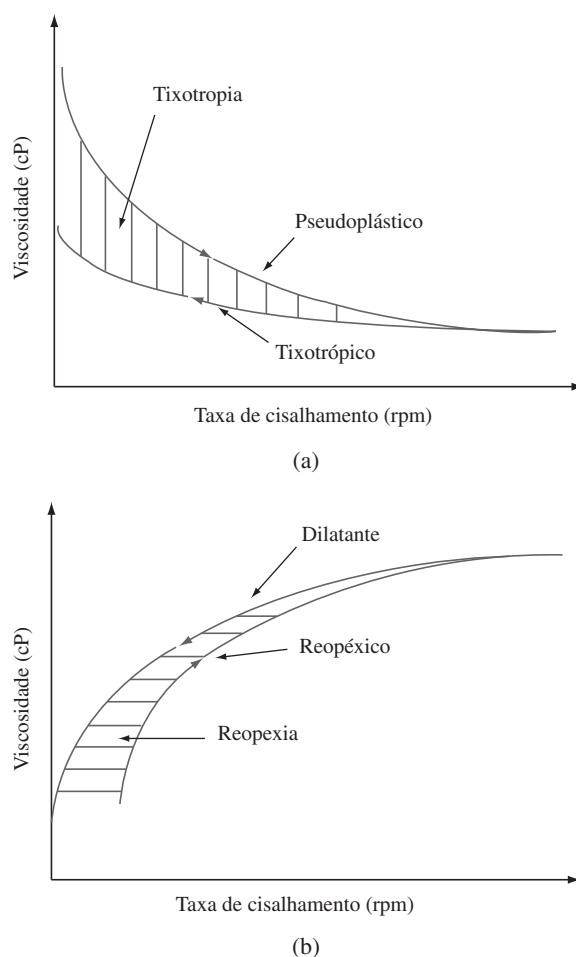 Tixotropia
Viscosidade (cP)
Pseudoplástico
Tixotrópico
Taxa de cisalhamento (rpm)
(a)
Dilatante
Viscosidade (cP)
Reopéxico
Reopexia
Taxa de cisalhamento (rpm)
(b)